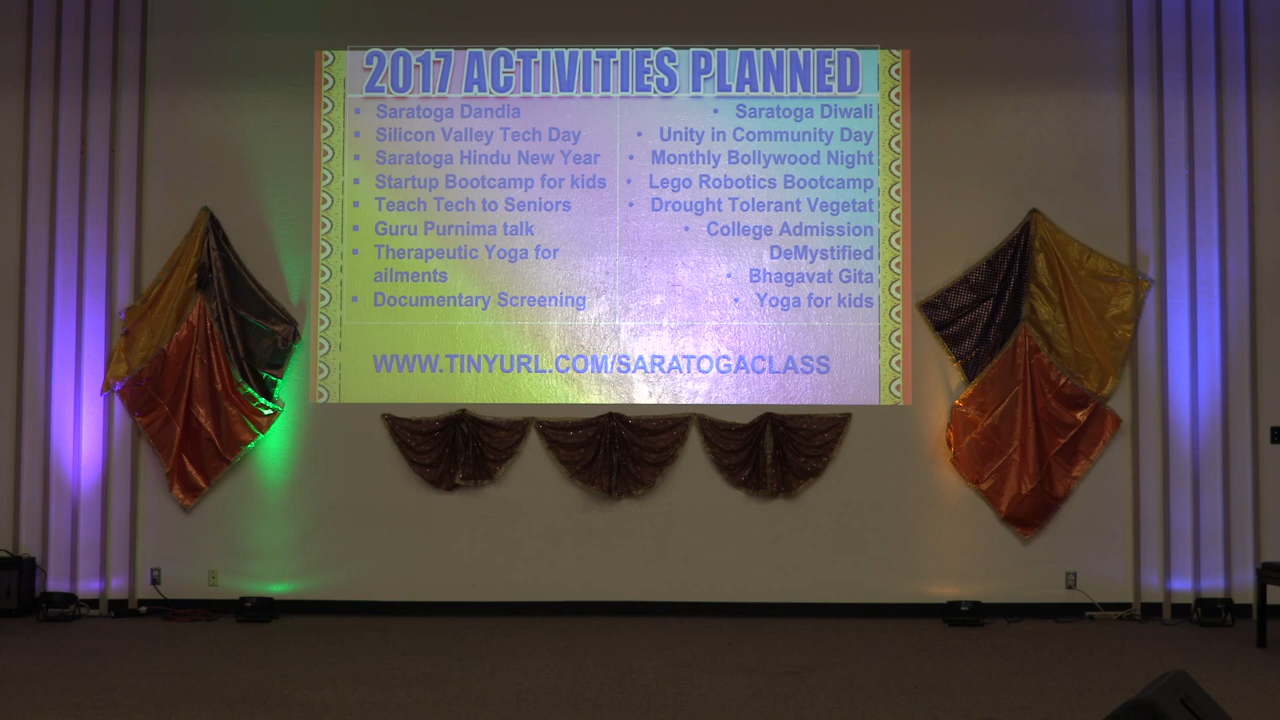 2017 ACTIVITIES PLANNED
▪ Saratoga Dandia
▪ Silicon Valley Tech Day
▪ Saratoga Hindu New Year
▪ Startup Bootcamp for kids
▪ Teach Tech to Seniors
▪ Guru Purnima talk
▪ Therapeutic Yoga for
ailments
▪ Documentary Screening
• Saratoga Diwali
• Unity in Community Day
• Monthly Bollywood Night
• Lego Robotics Bootcamp
• Drought Tolerant Vegetat
• College Admission
DeMystified
• Bhagavat Gita
• Yoga for kids
WWW.TINYURL.COM/SARATOGACLASS